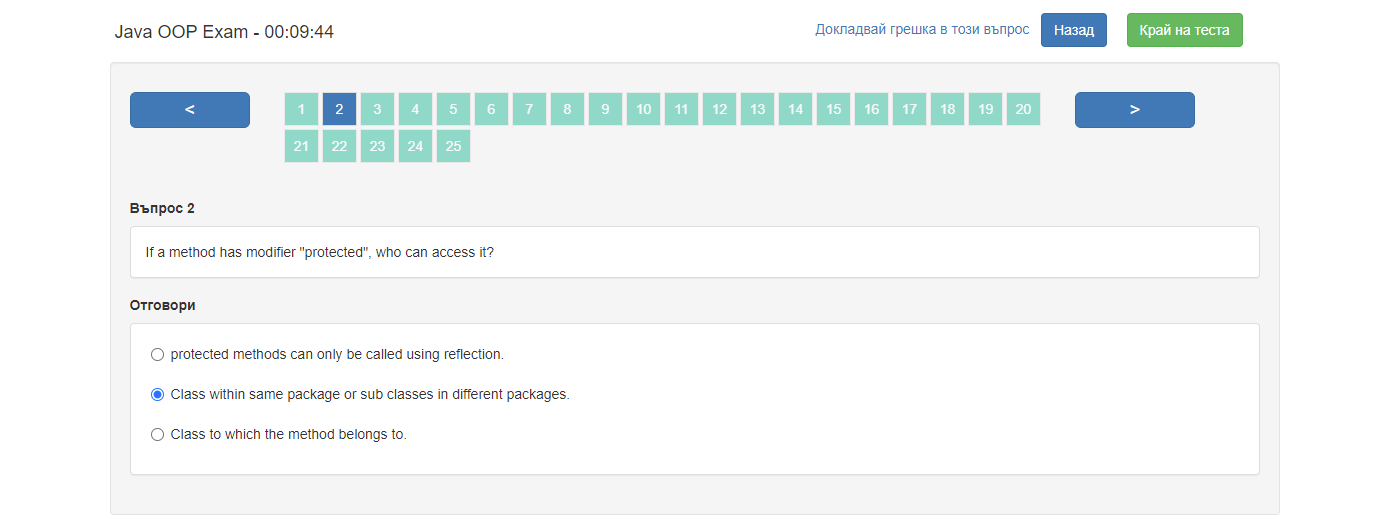 Java OOP Exam - 00:09:44
Докладвай грешка в този въпрос
Назад
Край на теста
<
1 2 3 4 5 6 7 8 9 10 11 12 13 14 15 16 17 18 19 20
>
21 22 23 24 25
Въпрос 2
If a method has modifier "protected", who can access it?
Отговори
protected methods can only be called using reflection.
Class within same package or sub classes in different packages.
Class to which the method belongs to.